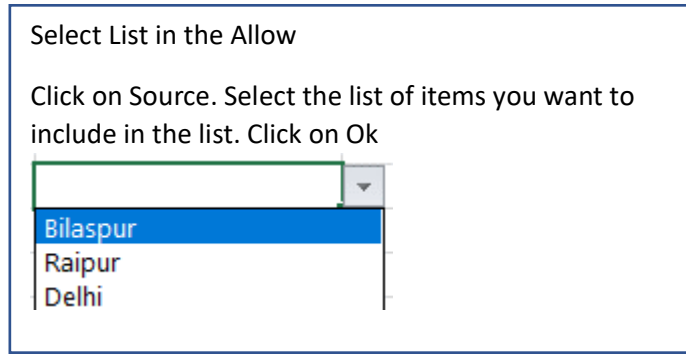 Select List in the Allow
Click on Source. Select the list of items you want to
include in the list. Click on Ok
Bilaspur
Raipur
Delhi